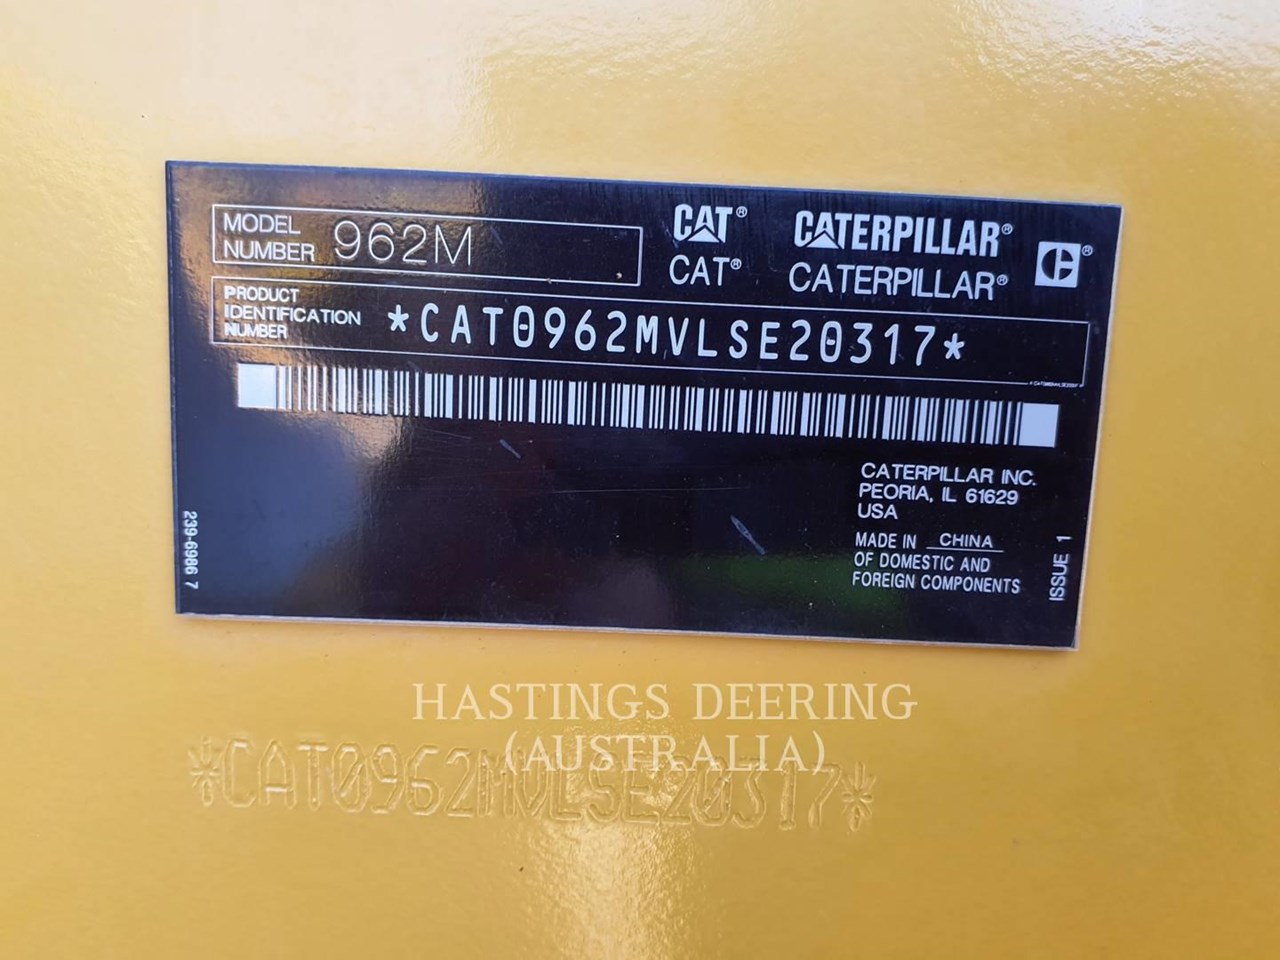 MODEL
NUMBER 962M
CAT® CATERPILLAR®
CAT® CATERPILLAR®
PRODUCT
IDENTIFICATION
NUMBER
*CAT0962MVLSE20317*
CATERPILLAR INC.
PEORIA, IL 61629
USA
MADE IN CHINA
OF DOMESTIC AND
FOREIGN COMPONENTS
239-6986 7
ISSUE 1
HASTINGS DEERING
(AUSTRALIA)
*CAT0962MVLSE20317*